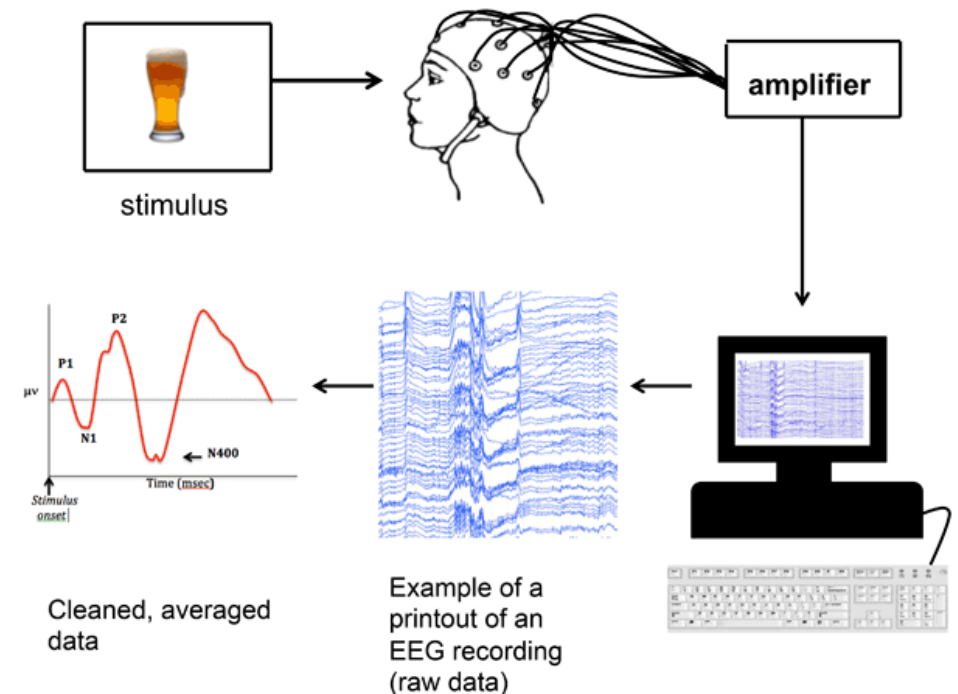 amplifier
stimulus
P2
P1
μv
N1
N400
Time (msec)
Stimulus
onset
Cleaned, averaged
data
Example of a
printout of an
EEG recording
(raw data)